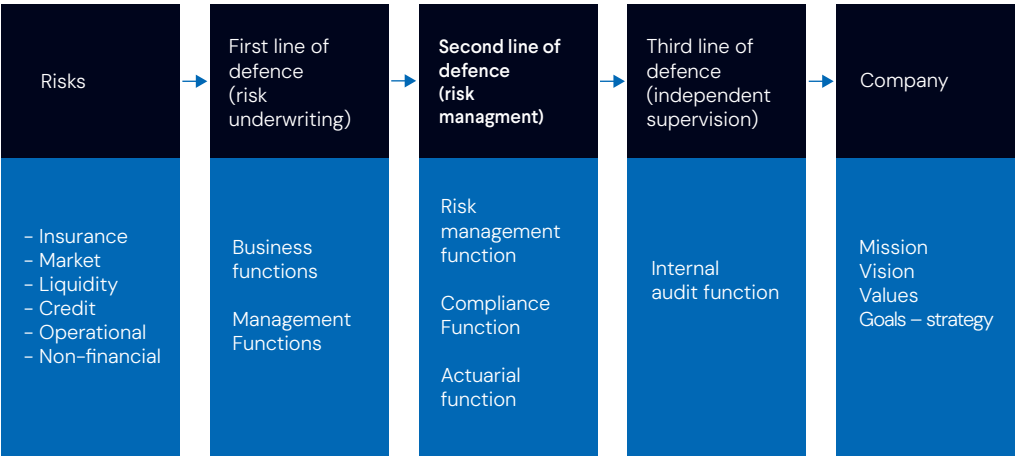 Risks
First line of
defence
(risk
underwriting)
Second line of
defence
(risk
managment)
Third line of
defence
(independent
supervision)
Company
- Insurance
- Market
- Liquidity
- Credit
- Operational
- Non-financial
Business
functions
Management
Functions
Risk
management
function
Compliance
Function
Actuarial
function
Internal
audit function
Mission
Vision
Values
Goals – strategy